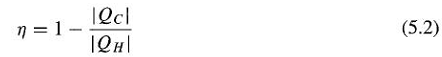 η = 1 − |Q_C| / |Q_H| (5.2)